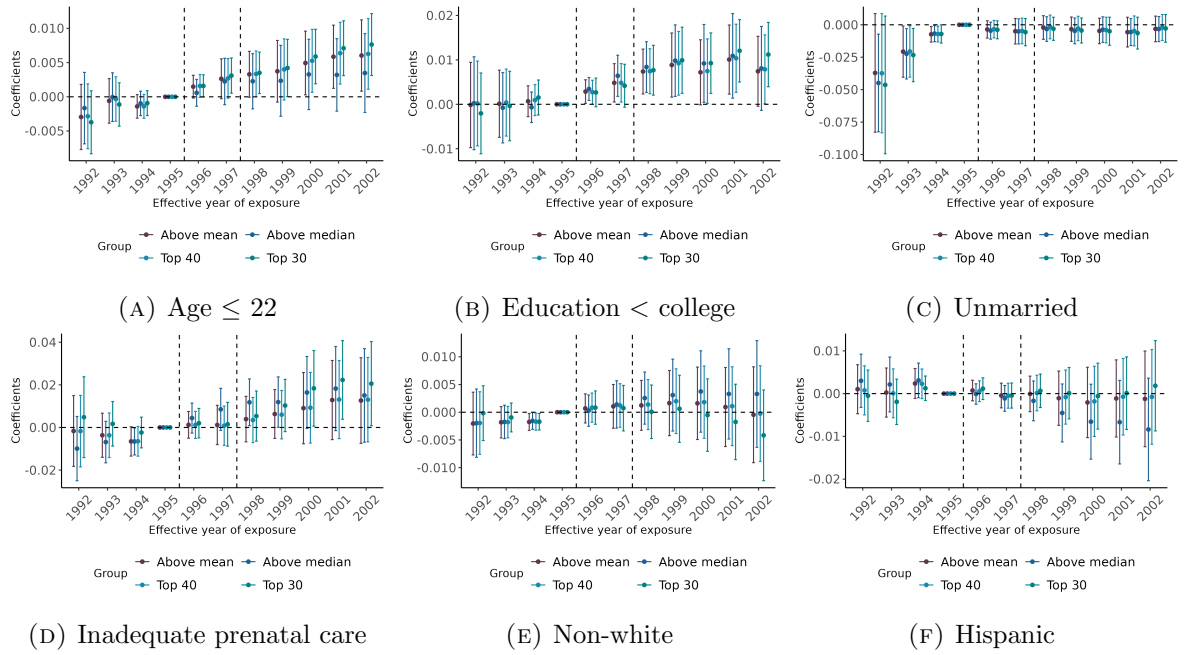 Coefficients
0.010
0.005
0.000
-0.005
1992 1993 1994 1995 1996 1997 1998 1999 2000 2001 2002
Effective year of exposure
Group Above mean Above median
Top 40 Top 30
(A) Age ≤ 22
Coefficients
0.02
0.01
0.00
-0.01
1992 1993 1994 1995 1996 1997 1998 1999 2000 2001 2002
Effective year of exposure
Group Above mean Above median
Top 40 Top 30
(B) Education < college
Coefficients
0.000
-0.025
-0.050
-0.075
-0.100
1992 1993 1994 1995 1996 1997 1998 1999 2000 2001 2002
Effective year of exposure
Group Above mean Above median
Top 40 Top 30
(C) Unmarried
Coefficients
0.04
0.02
0.00
-0.02
1992 1993 1994 1995 1996 1997 1998 1999 2000 2001 2002
Effective year of exposure
Group Above mean Above median
Top 40 Top 30
(D) Inadequate prenatal care
Coefficients
0.010
0.005
0.000
-0.005
-0.010
1992 1993 1994 1995 1996 1997 1998 1999 2000 2001 2002
Effective year of exposure
Group Above mean Above median
Top 40 Top 30
(E) Non-white
Coefficients
0.01
0.00
-0.01
-0.02
1992 1993 1994 1995 1996 1997 1998 1999 2000 2001 2002
Effective year of exposure
Group Above mean Above median
Top 40 Top 30
(F) Hispanic